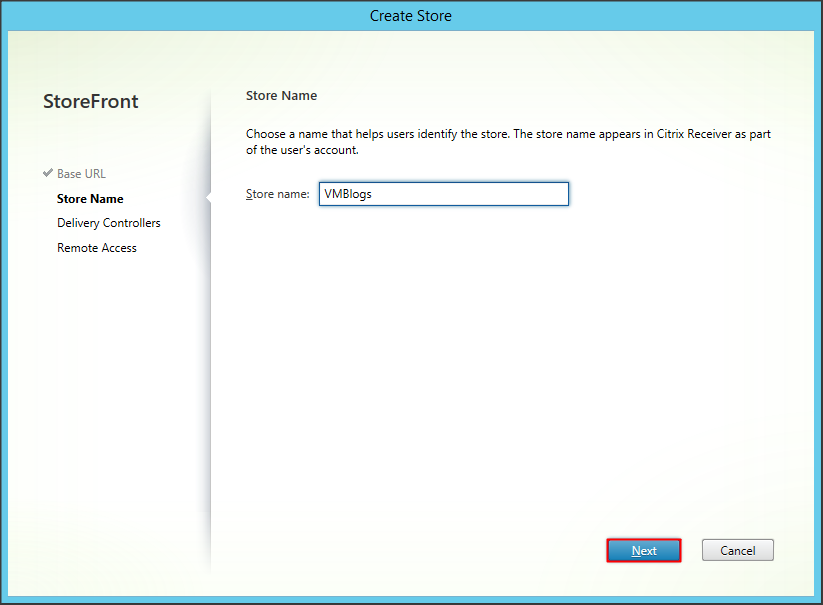 Create Store
StoreFront
Base URL
Store Name
Delivery Controllers
Remote Access
Store Name
Choose a name that helps users identify the store. The store name appears in Citrix Receiver as part
of the user's account.
Store name: VMBlogs
Next
Cancel